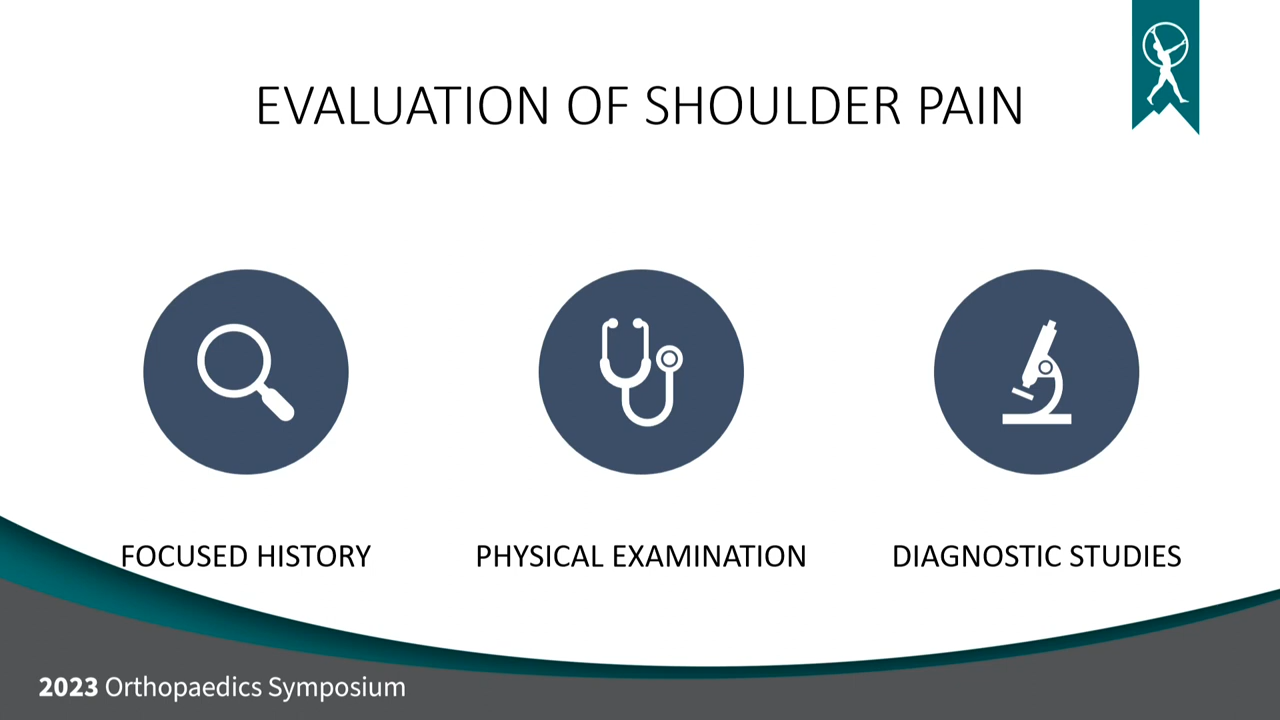 EVALUATION OF SHOULDER PAIN
FOCUSED HISTORY
PHYSICAL EXAMINATION
DIAGNOSTIC STUDIES
2023 Orthopaedics Symposium